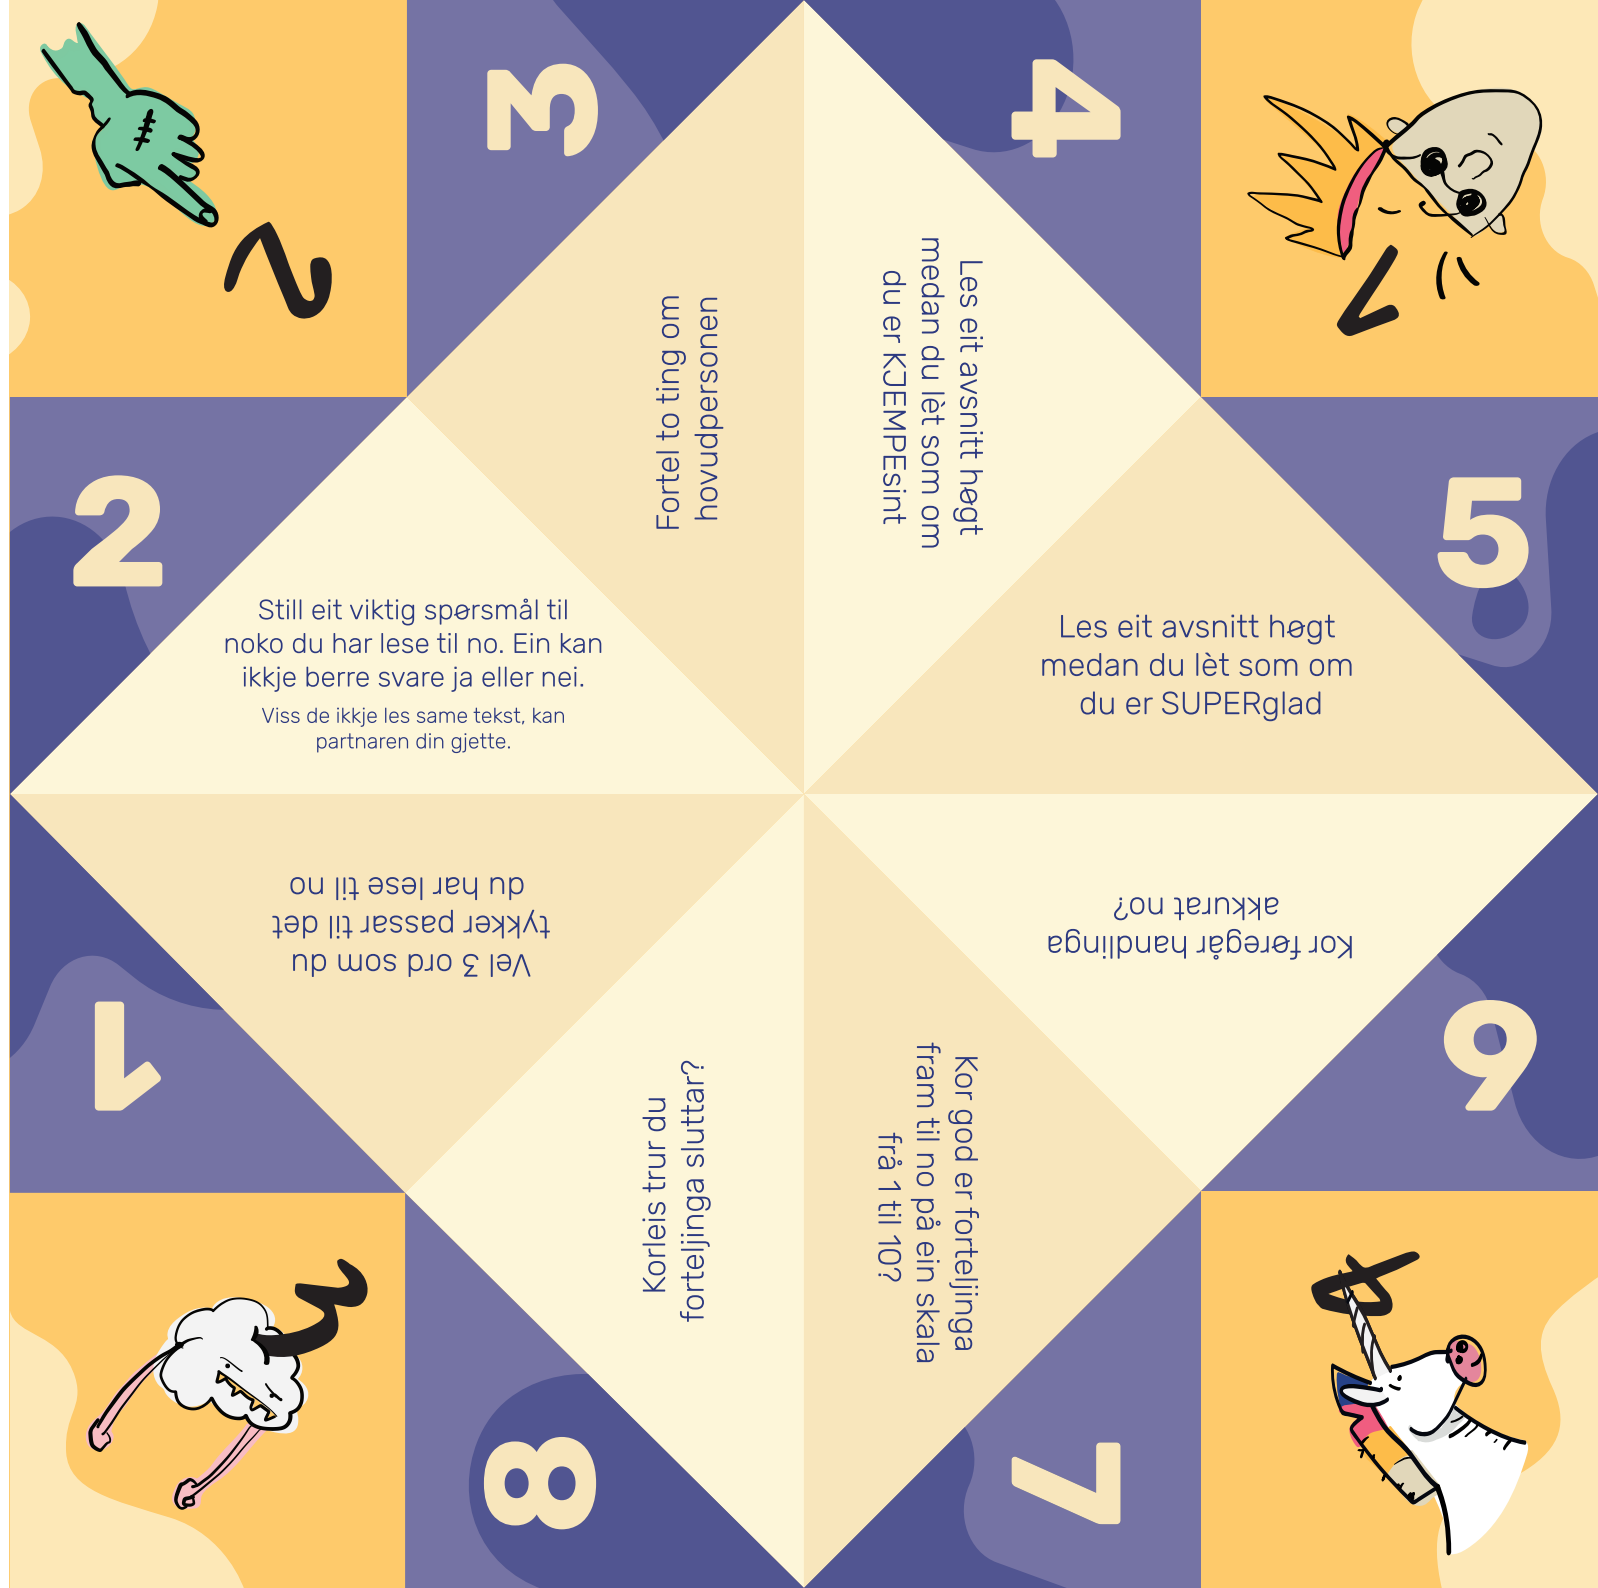 2
3
4
1
2
5
Fortel to ting om
hovudpersonen
Les eit avsnitt høgt
medan du lèt som om
du er KJEMPEsint
Still eit viktig spørsmål til
noko du har lese til no. Ein kan
ikkje berre svare ja eller nei.
Viss de ikkje les same tekst, kan
partnaren din gjette.
Les eit avsnitt høgt
medan du lèt som om
du er SUPERglad
Vel 3 ord som du
tykker passar til det
du har lese til no
Kor føregår handlinga
akkurat no?
1
6
Korleis trur du
forteljinga sluttar?
Kor god er forteljinga
fram til no på ein skala
frå 1 til 10?
3
8
7
4